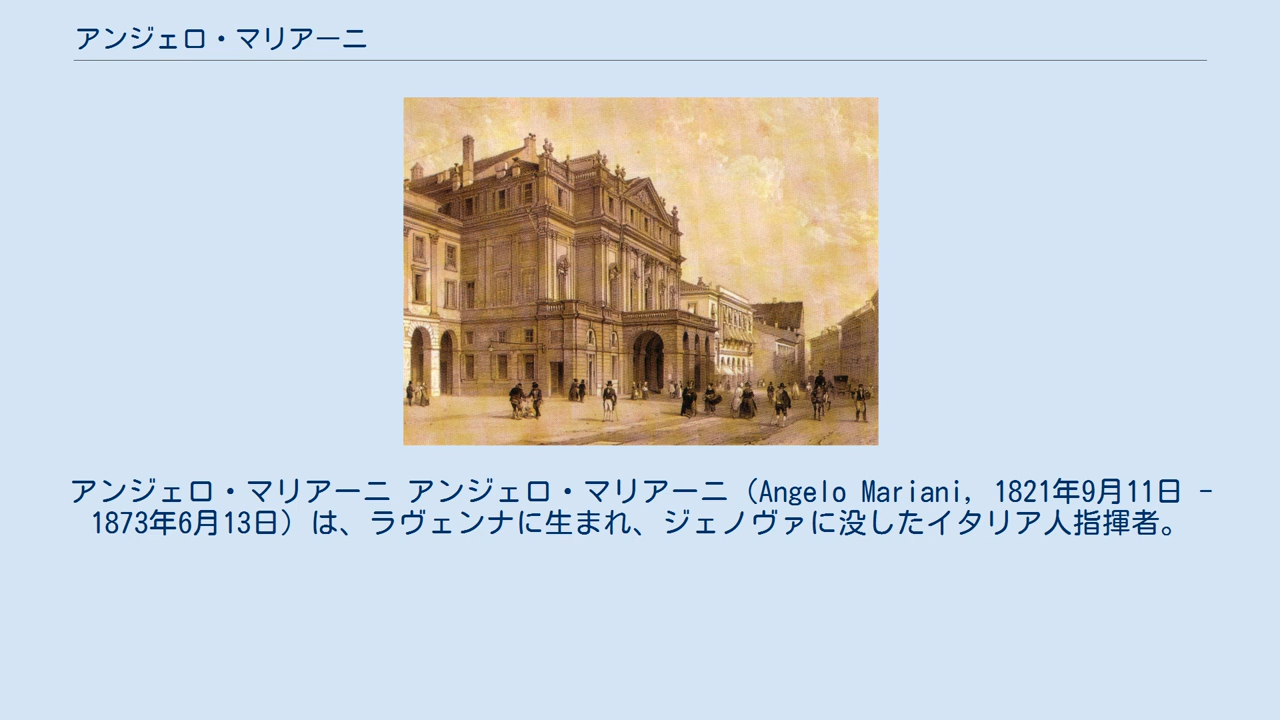 アンジェロ・マリアーニ
アンジェロ・マリアーニ アンジェロ・マリアーニ（Angelo Mariani, 1821年9月11日 -
1873年6月13日）は、ラヴェンナに生まれ、ジェノヴァに没したイタリア人指揮者。